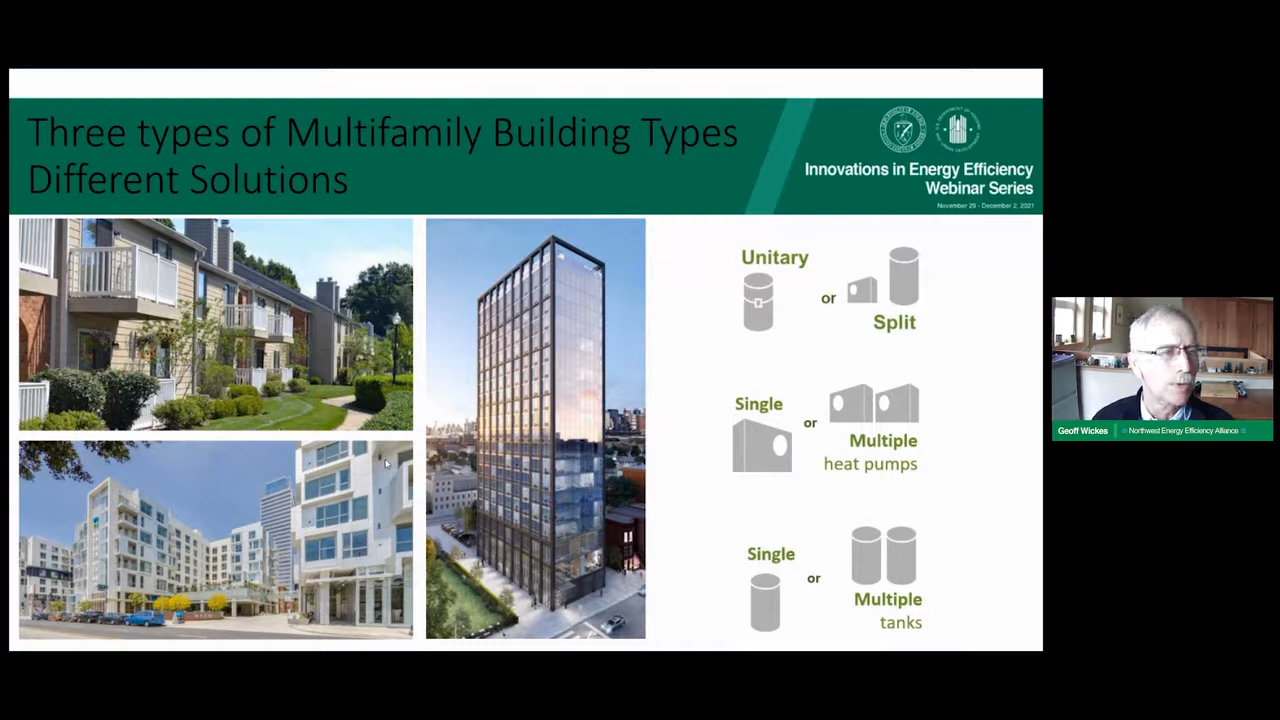 Three types of Multifamily Building Types
Different Solutions
Innovations in Energy Efficiency
Webinar Series
November 29 - December 2, 2021
Unitary
or
Split
Single
or
Multiple
heat pumps
Single
or
Multiple
tanks
Geoff Wickes
Northwest Energy Efficiency Alliance